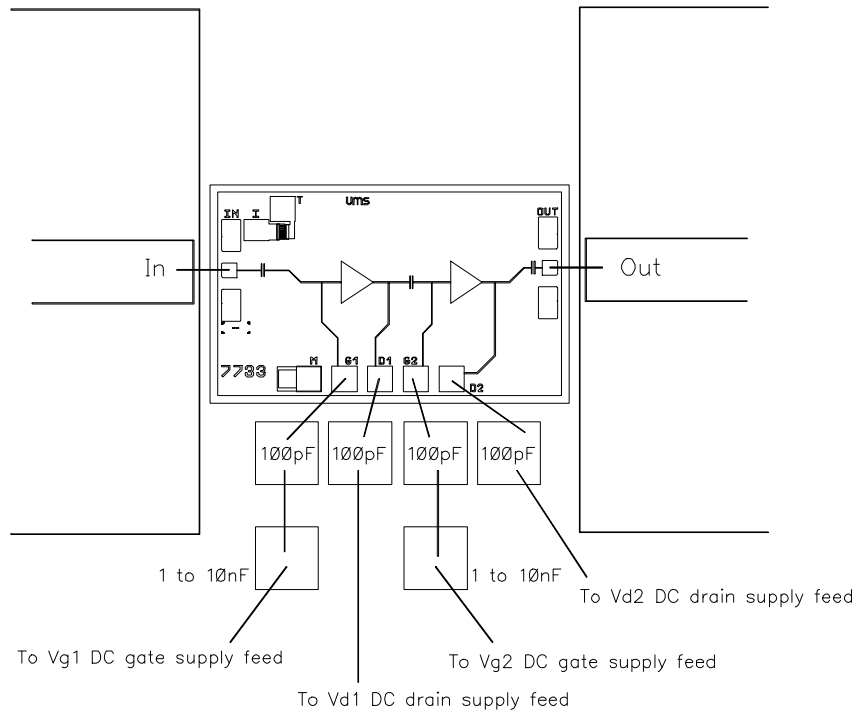 ums
T
IN
I
OUT
In
Out
7733
M
G1
D1
G2
D2
100pF
100pF
100pF
100pF
1 to 10nF
1 to 10nF
To Vd2 DC drain supply feed
To Vg1 DC gate supply feed
To Vg2 DC gate supply feed
To Vd1 DC drain supply feed